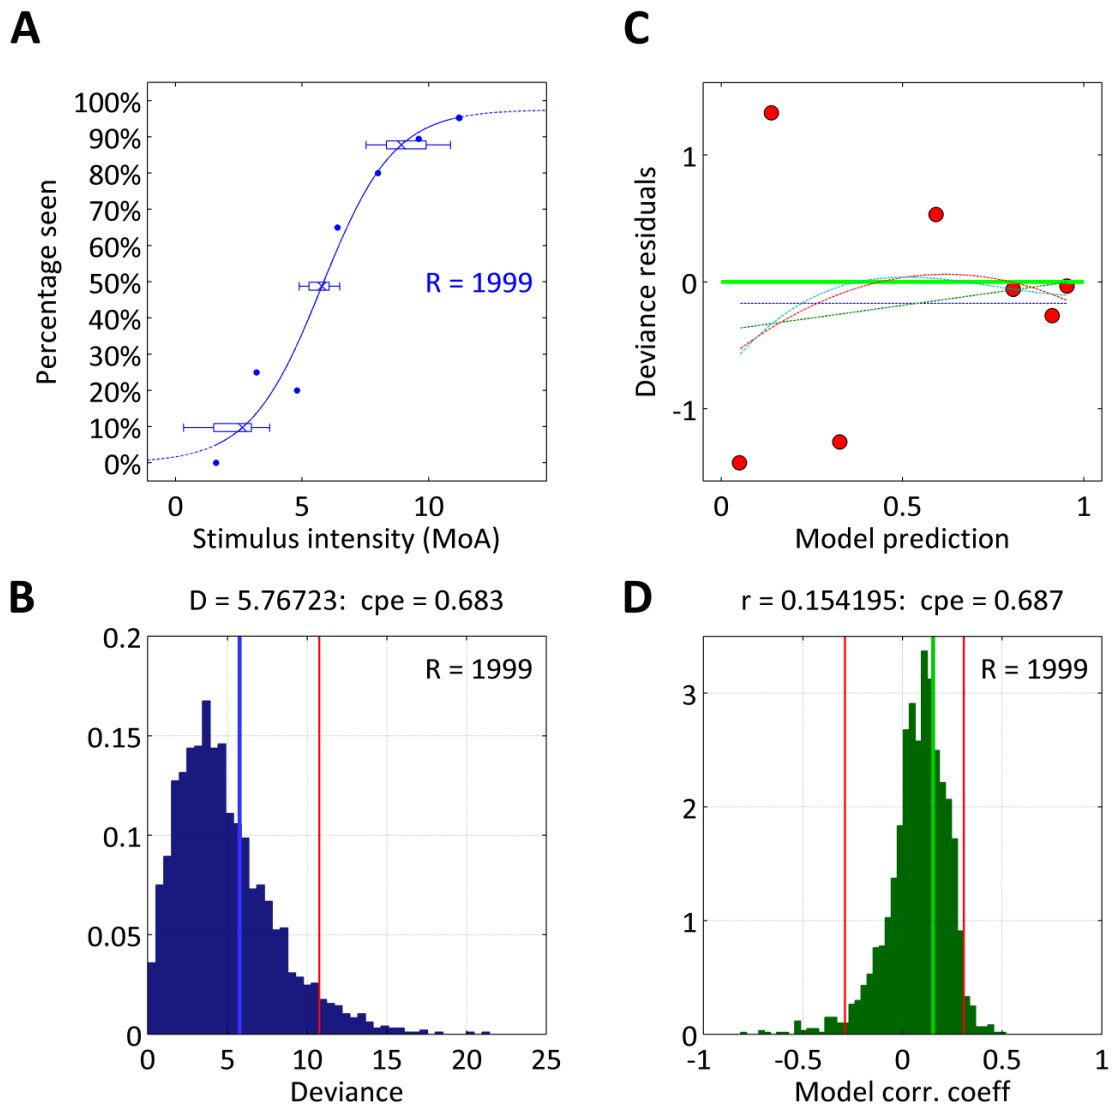 A
100%
90%
80%
70%
60%
50%
40%
30%
20%
10%
0%
Percentage seen
R = 1999
0
5
10
Stimulus intensity (MoA)
C
1
0
-1
Deviance residuals
0
0.5
1
Model prediction
B
D = 5.76723: cpe = 0.683
R = 1999
0.2
0.15
0.1
0.05
0
0
5
10
15
20
25
Deviance
D
r = 0.154195: cpe = 0.687
R = 1999
3
2
1
0
-1
-0.5
0
0.5
1
Model corr. coeff